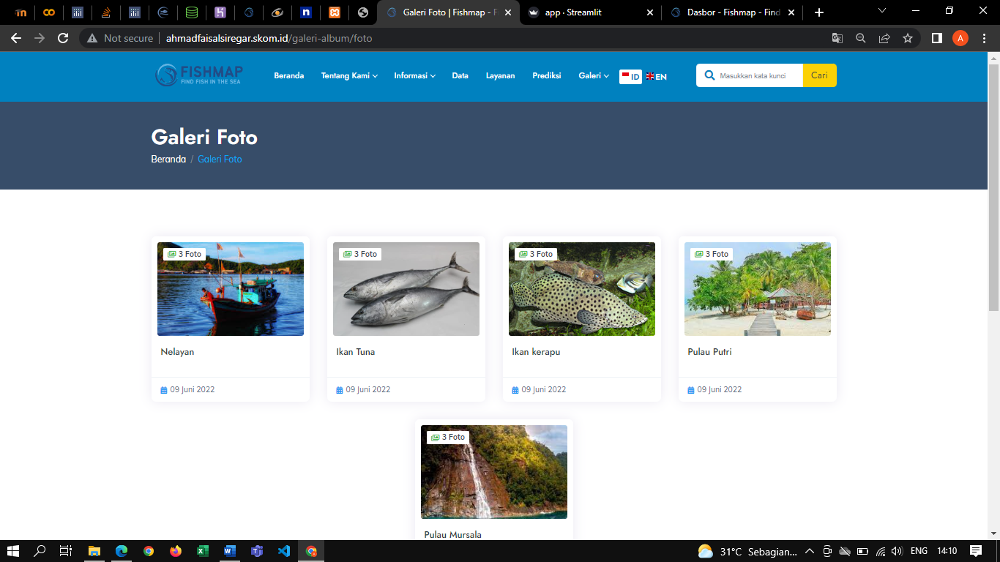 Galeri Foto | Fishmap - F
app · Streamlit
Dasbor - Fishmap - Find
Not secure
ahmadfaisalsiregar.skom.id/galeri-album/foto
A
FISHMAP
FIND FISH IN THE SEA
Beranda
Tentang Kami
Informasi
Data
Layanan
Prediksi
Galeri
ID
EN
Masukkan kata kunci
Cari
Galeri Foto
Beranda / Galeri Foto
3 Foto
3 Foto
3 Foto
3 Foto
Nelayan
Ikan Tuna
Ikan kerapu
Pulau Putri
09 Juni 2022
09 Juni 2022
09 Juni 2022
09 Juni 2022
3 Foto
Pulau Mursala
31°C Sebagian...
ENG
14:10